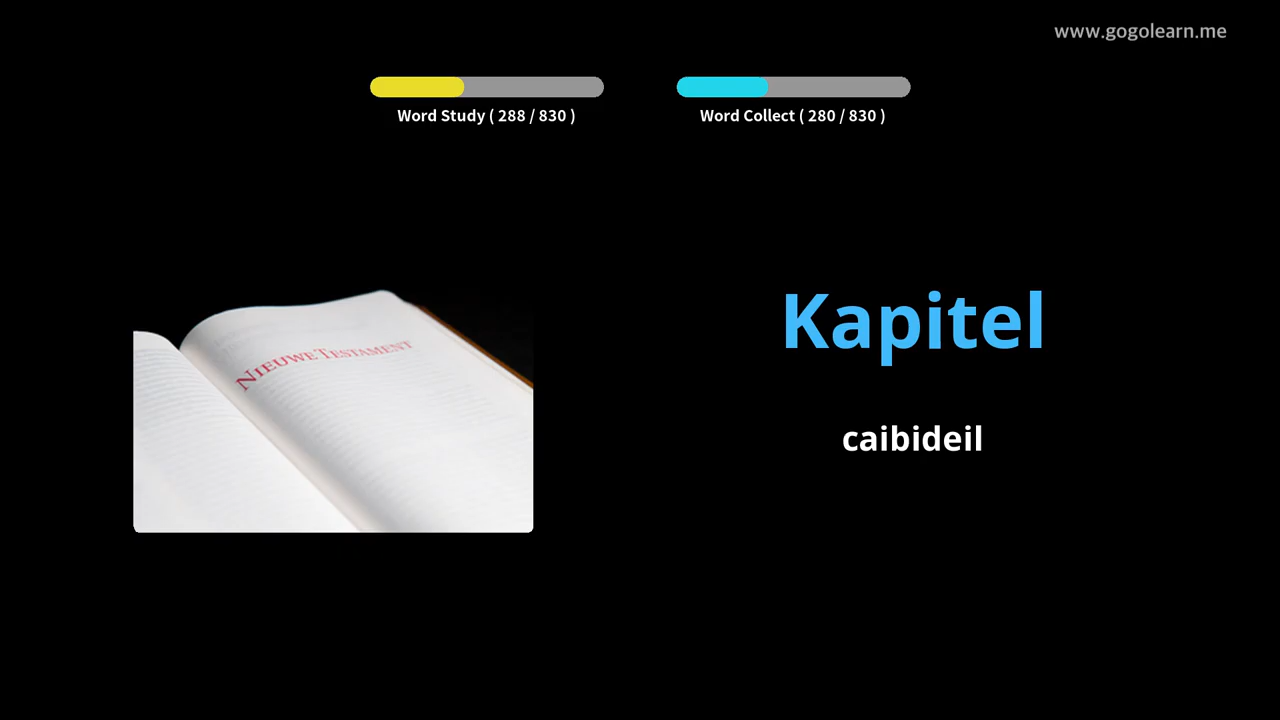 www.gogolearn.me
Word Study ( 288 / 830 )
Word Collect ( 280 / 830 )
NIEUWE TESTAMENT
Kapitel
caibideil